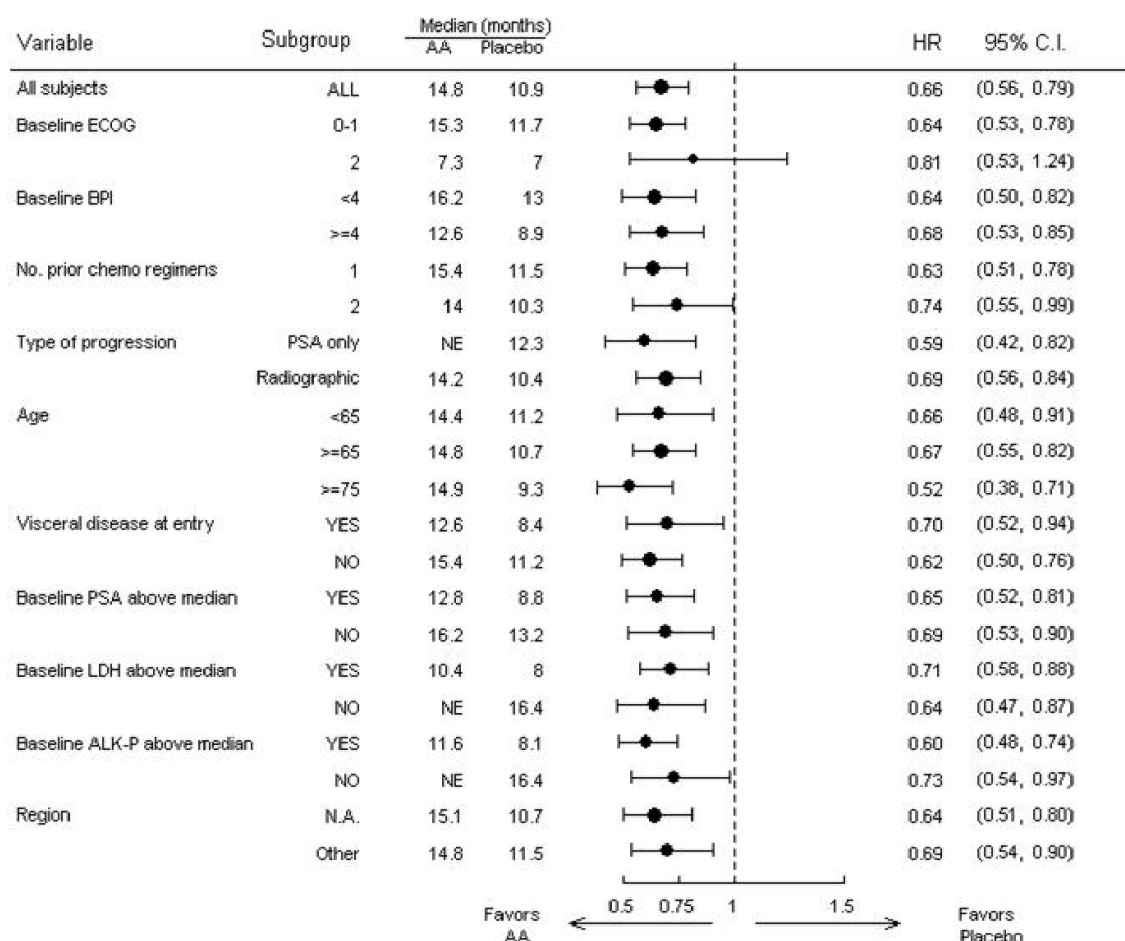 Median (months)
Variable Subgroup AA Placebo HR 95% C.I.
All subjects ALL 14.8 10.9 0.66 (0.56, 0.79)
Baseline ECOG 0-1 15.3 11.7 0.64 (0.53, 0.78)
2 7.3 7 0.81 (0.53, 1.24)
Baseline BPI <4 16.2 13 0.64 (0.50, 0.82)
>=4 12.6 8.9 0.68 (0.53, 0.85)
No. prior chemo regimens 1 15.4 11.5 0.63 (0.51, 0.78)
2 14 10.3 0.74 (0.55, 0.99)
Type of progression PSA only NE 12.3 0.59 (0.42, 0.82)
Radiographic 14.2 10.4 0.69 (0.56, 0.84)
Age <65 14.4 11.2 0.66 (0.48, 0.91)
>=65 14.8 10.7 0.67 (0.55, 0.82)
>=75 14.9 9.3 0.52 (0.38, 0.71)
Visceral disease at entry YES 12.6 8.4 0.70 (0.52, 0.94)
NO 15.4 11.2 0.62 (0.50, 0.76)
Baseline PSA above median YES 12.8 8.8 0.65 (0.52, 0.81)
NO 16.2 13.2 0.69 (0.53, 0.90)
Baseline LDH above median YES 10.4 8 0.71 (0.58, 0.88)
NO NE 16.4 0.64 (0.47, 0.87)
Baseline ALK-P above median YES 11.6 8.1 0.60 (0.48, 0.74)
NO NE 16.4 0.73 (0.54, 0.97)
Region N.A. 15.1 10.7 0.64 (0.51, 0.80)
Other 14.8 11.5 0.69 (0.54, 0.90)
0.5 0.75 1 1.5
Favors Favors
AA Placebo